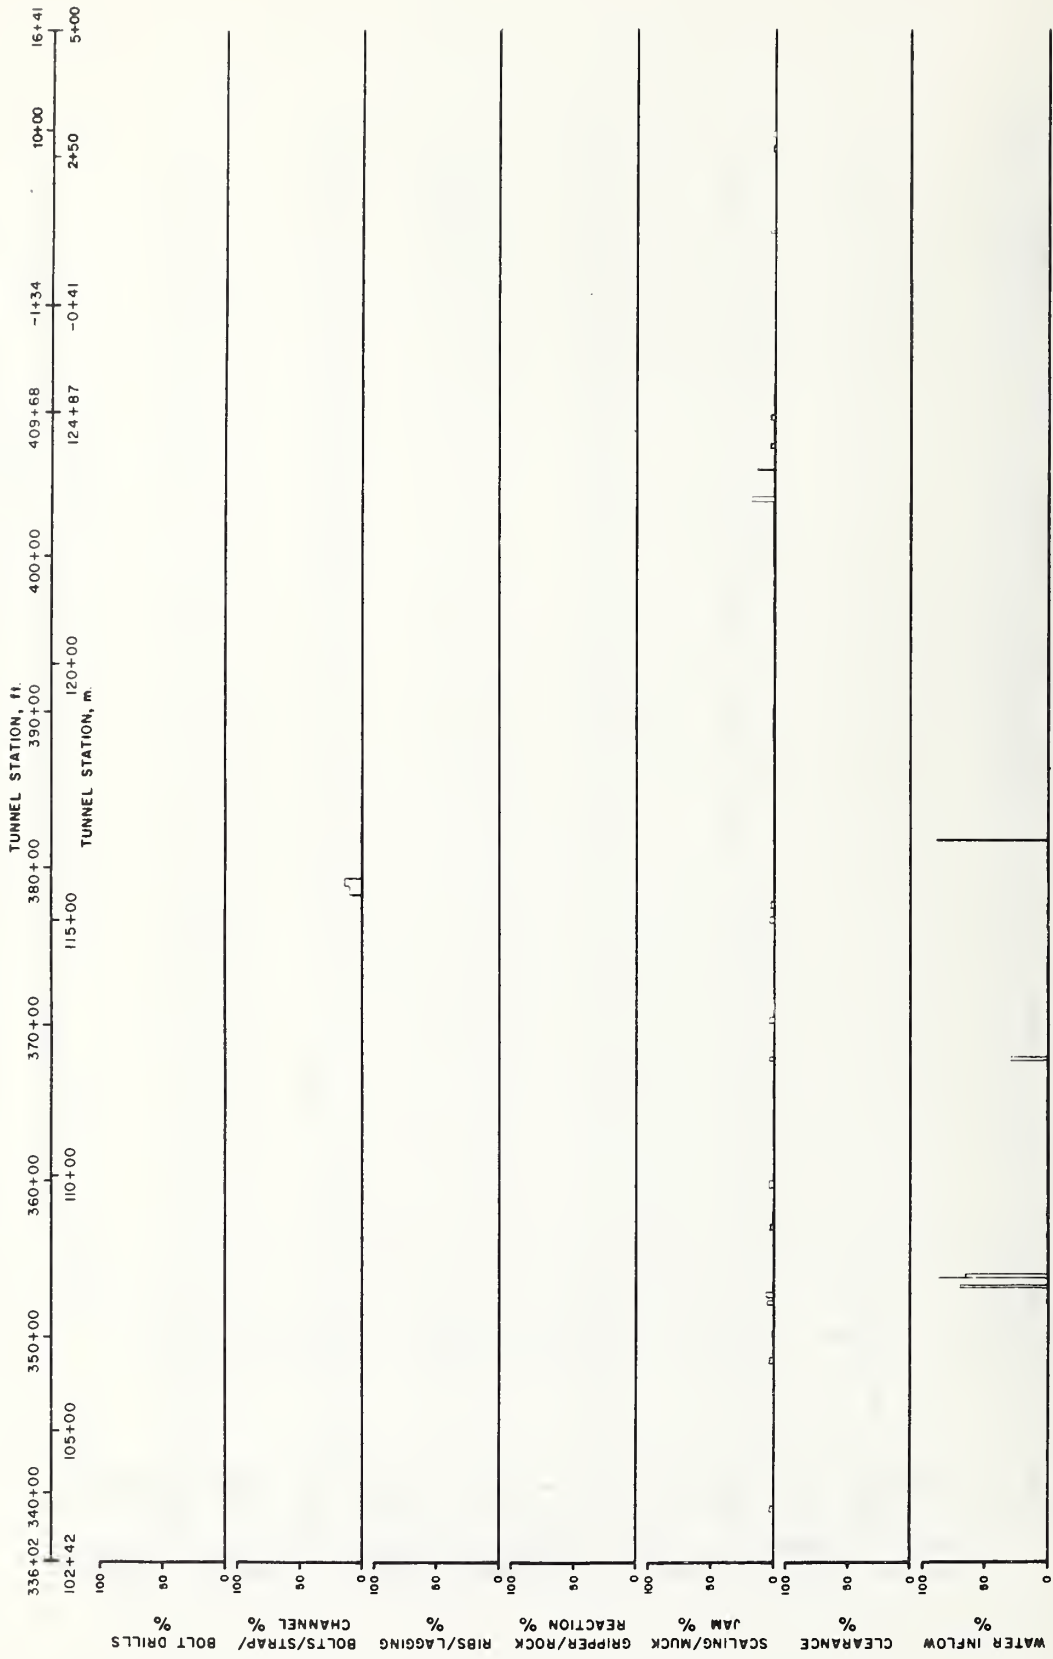 TUNNEL STATION, ft.
336+02 340+00 350+00 360+00 370+00 380+00 390+00 400+00 409+68 -1+34 10+00 16+41
102+42 105+00 110+00 115+00 120+00 124+87 -0+41 2+50 5+00
TUNNEL STATION, m.
BOLT DRILLS
%
100
50
0
BOLTS/STRAP/
CHANNEL %
100
50
0
RIBS/LAGGING
%
100
50
0
GRIPPER/ROCK
REACTION %
100
50
0
SCALING/MUCK
JAM %
100
50
0
CLEARANCE
%
100
50
0
WATER INFLOW
%
100
50
0